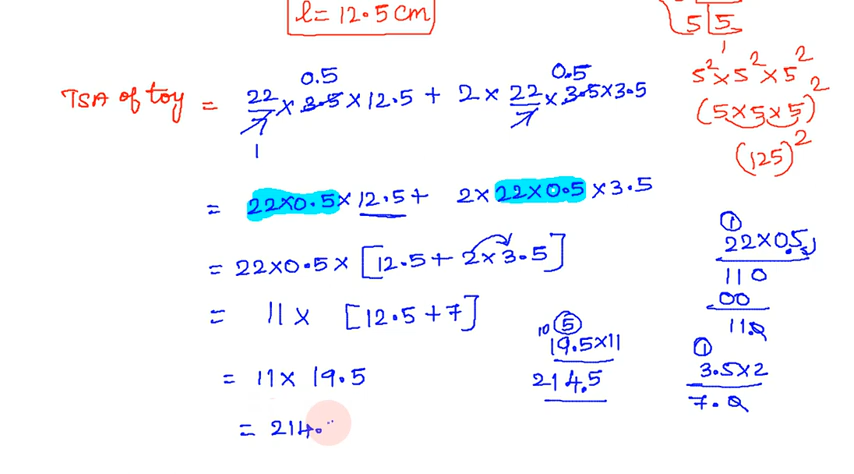 l = 12.5 cm
5 | 5
1
5² × 5² × 5²
(5 × 5 × 5)²
(125)²
0.5 0.5
TSA of toy = 22/7 × 3.5 × 12.5 + 2 × 22/7 × 3.5 × 3.5
1
= 22×0.5 × 12.5 + 2 × 22×0.5 × 3.5
= 22×0.5 × [12.5 + 2×3.5]
= 11 × [12.5 + 7]
= 11 × 19.5
= 214.
10 5
19.5×11
214.5
1
22×0.5
110
00
11.0
1
3.5×2
7.0